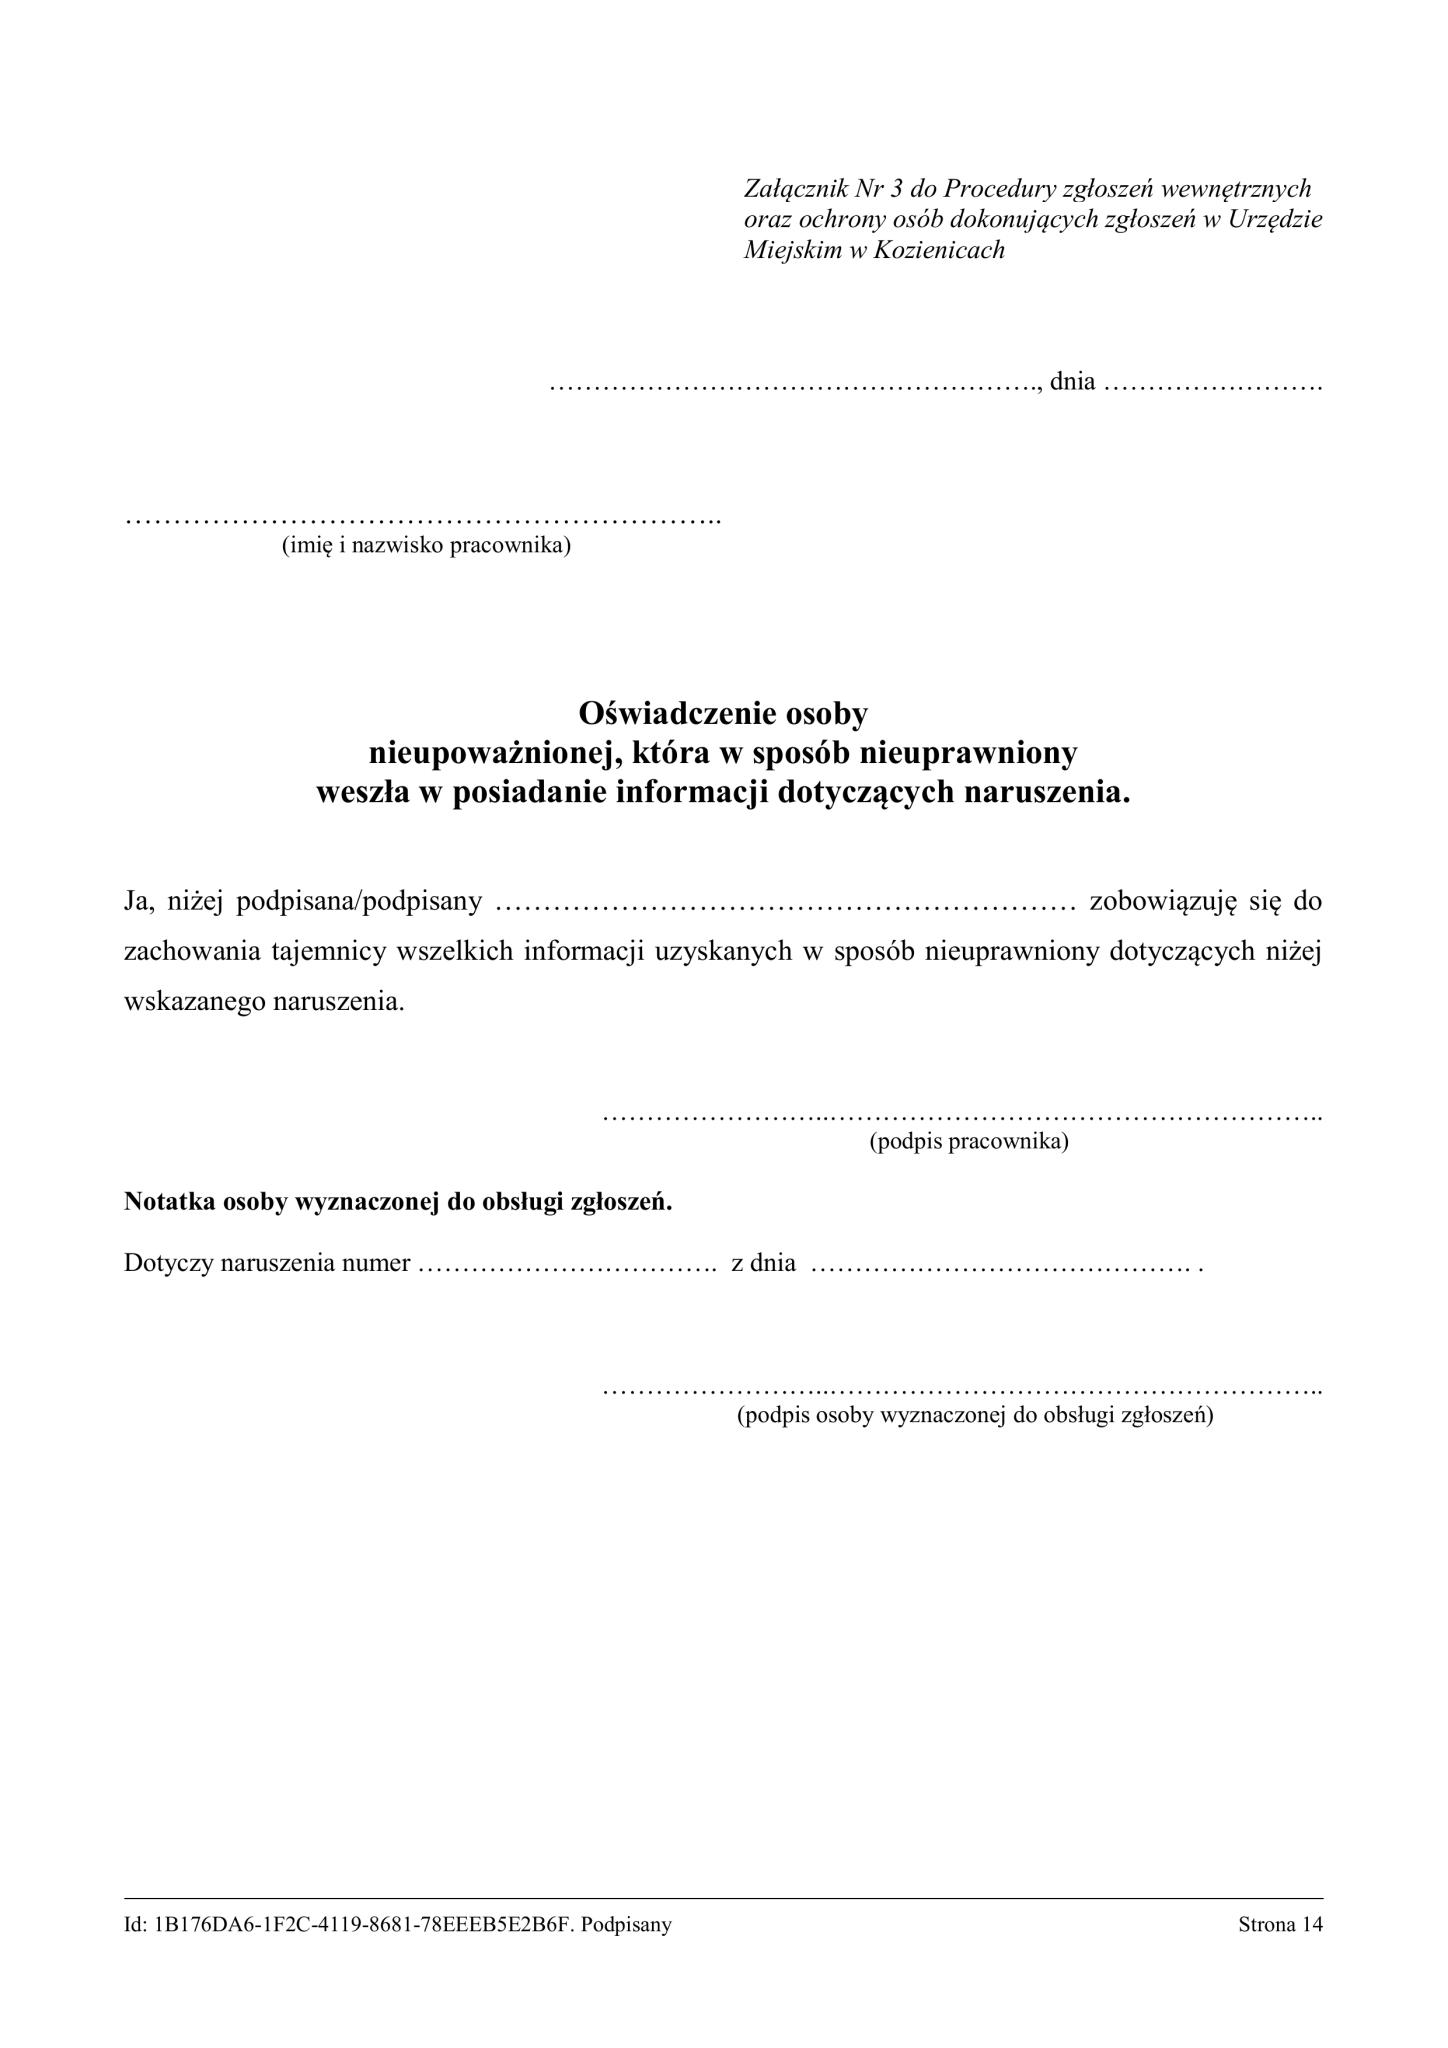 Załącznik Nr 3 do Procedury zgłoszeń wewnętrznych
oraz ochrony osób dokonujących zgłoszeń w Urzędzie
Miejskim w Kozienicach
………………………………………………., dnia …………………….
……………………………………………………..
(imię i nazwisko pracownika)
Oświadczenie osoby
nieupoważnionej, która w sposób nieuprawniony
weszła w posiadanie informacji dotyczących naruszenia.
Ja, niżej podpisana/podpisany …………………………………………………… zobowiązuję się do
zachowania tajemnicy wszelkich informacji uzyskanych w sposób nieuprawniony dotyczących niżej
wskazanego naruszenia.
……………………..………………………………………………..
(podpis pracownika)
Notatka osoby wyznaczonej do obsługi zgłoszeń.
Dotyczy naruszenia numer ……………………………. z dnia ……………………………………. .
……………………..………………………………………………..
(podpis osoby wyznaczonej do obsługi zgłoszeń)
Id: 1B176DA6-1F2C-4119-8681-78EEEB5E2B6F. Podpisany Strona 14